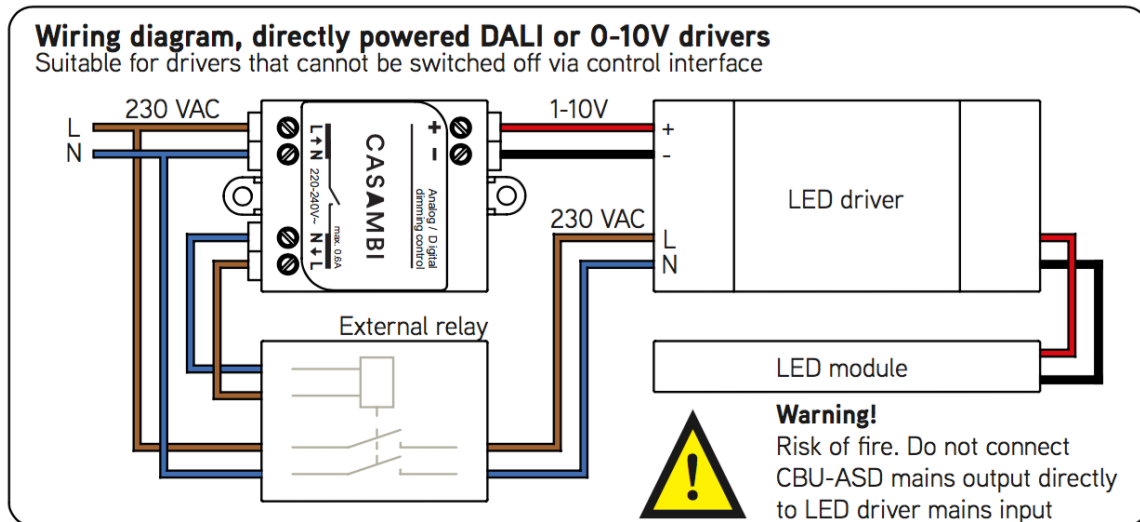 Wiring diagram, directly powered DALI or 0-10V drivers
Suitable for drivers that cannot be switched off via control interface
230 VAC
L
N
L N 220-240V~ N L
max. 0.6A
CASAMBI
Analog / Digital
dimming control
+ -
1-10V
+
-
230 VAC
L
N
LED driver
External relay
LED module
Warning!
Risk of fire. Do not connect
CBU-ASD mains output directly
to LED driver mains input
!